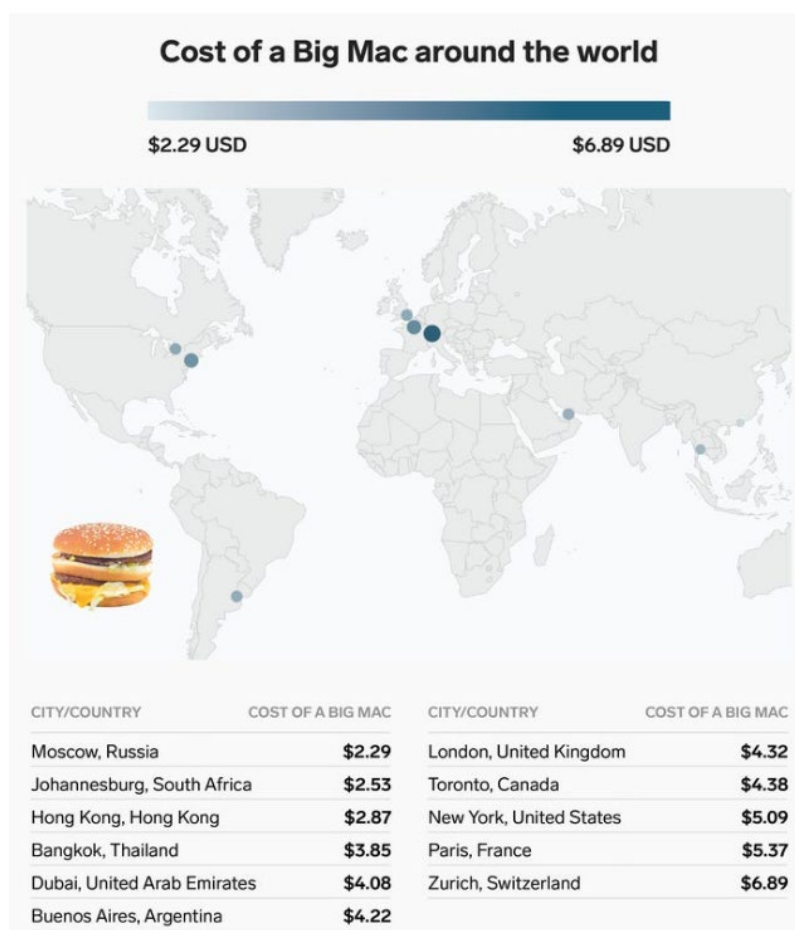 Cost of a Big Mac around the world
$2.29 USD
$6.89 USD
CITY/COUNTRY COST OF A BIG MAC
Moscow, Russia $2.29
Johannesburg, South Africa $2.53
Hong Kong, Hong Kong $2.87
Bangkok, Thailand $3.85
Dubai, United Arab Emirates $4.08
Buenos Aires, Argentina $4.22
CITY/COUNTRY COST OF A BIG MAC
London, United Kingdom $4.32
Toronto, Canada $4.38
New York, United States $5.09
Paris, France $5.37
Zurich, Switzerland $6.89